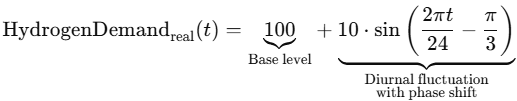 HydrogenDemand_real(t) = 100 + 10 · sin(2πt/24 − π/3)
Base level
Diurnal fluctuation
with phase shift